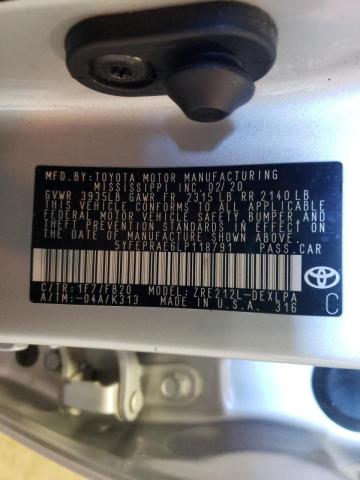 MFD.BY:TOYOTA MOTOR MANUFACTURING
MISSISSIPPI INC. 02/20
GVWR 3935LB GAWR FR 2315 LB RR 2140 LB
THIS VEHICLE CONFORMS TO ALL APPLICABLE
FEDERAL MOTOR VEHICLE SAFETY, BUMPER, AND
THEFT PREVENTION STANDARDS IN EFFECT ON
THE DATE OF MANUFACTURE SHOWN ABOVE.
5YFEPRAE6LP118791 PASS.CAR
C/TR:1F7/FB20 MODEL:ZRE212L-DEXLPA
A/TM:-04A/K313 MADE IN U.S.A. 316
C